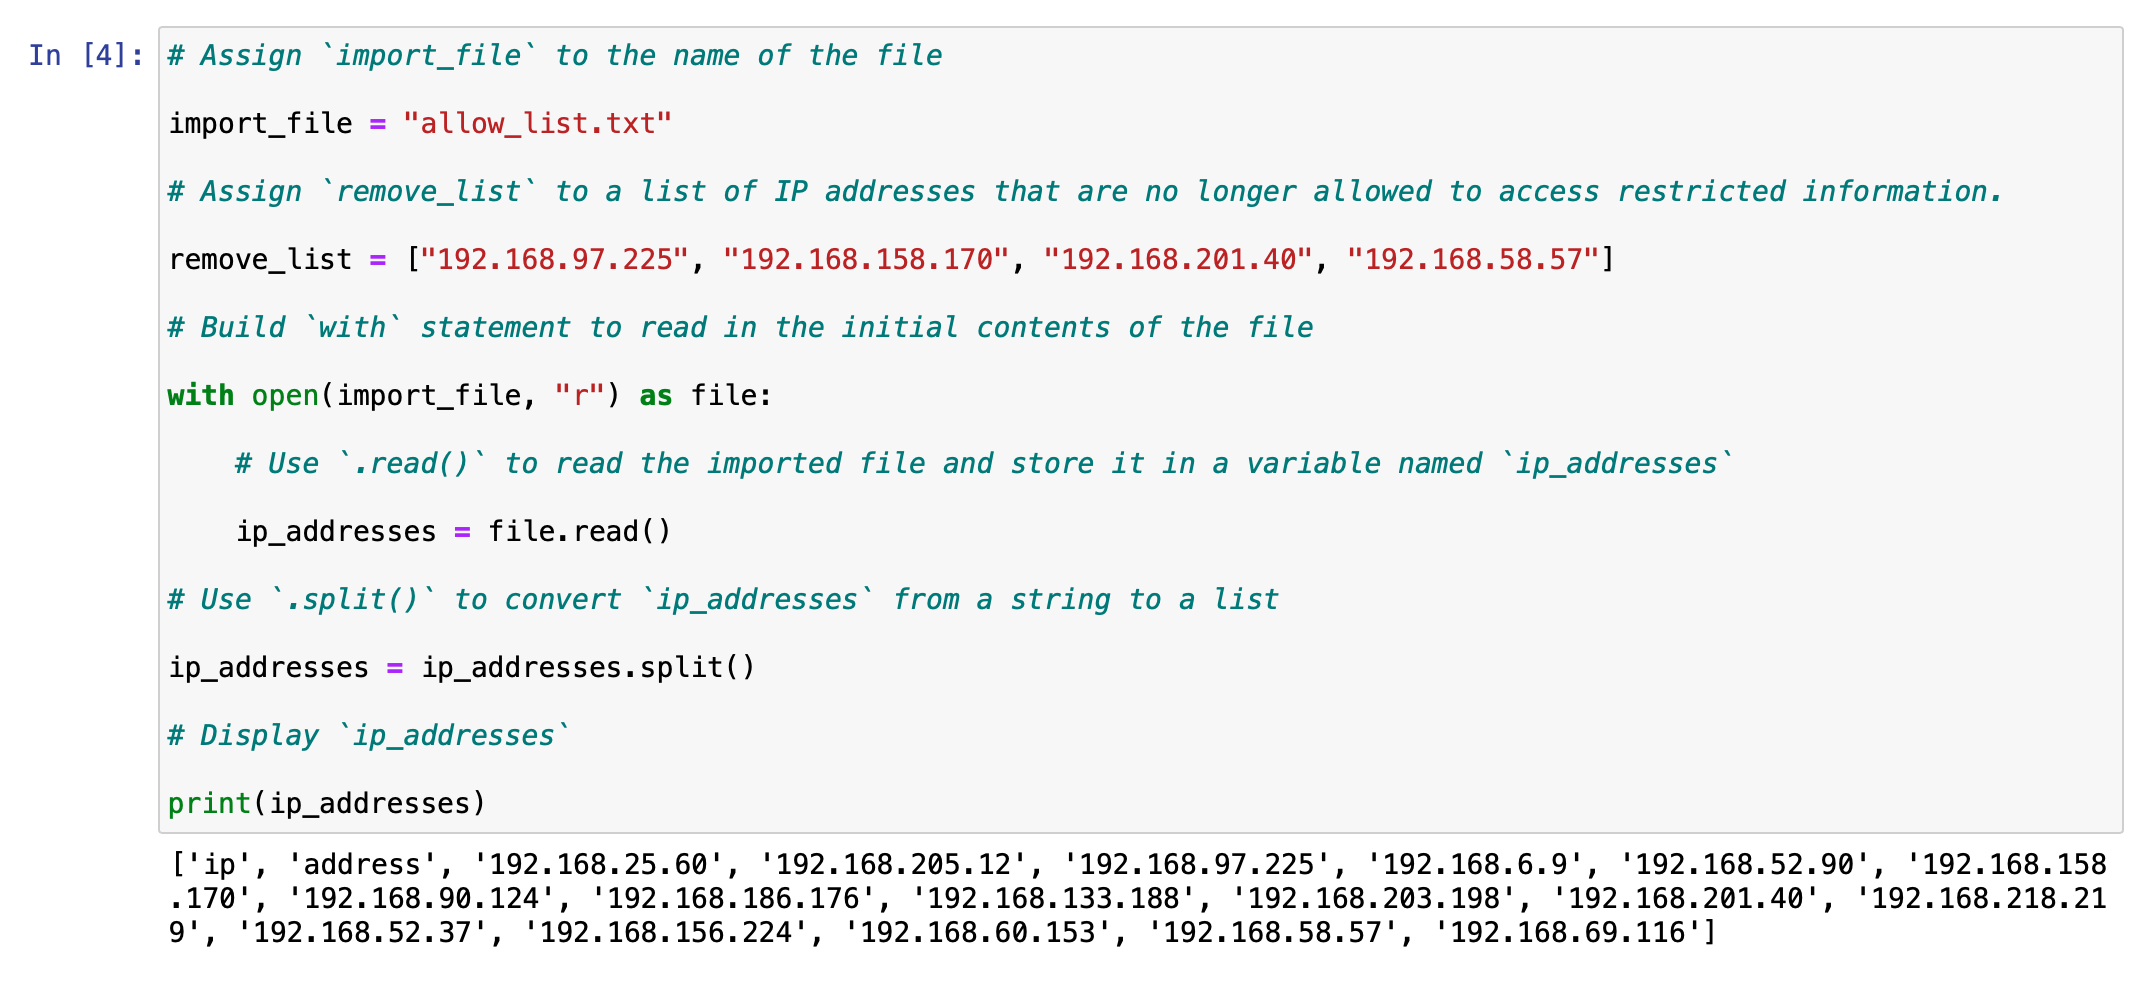 In [4]: # Assign `import_file` to the name of the file
import_file = "allow_list.txt"
# Assign `remove_list` to a list of IP addresses that are no longer allowed to access restricted information.
remove_list = ["192.168.97.225", "192.168.158.170", "192.168.201.40", "192.168.58.57"]
# Build `with` statement to read in the initial contents of the file
with open(import_file, "r") as file:
    # Use `.read()` to read the imported file and store it in a variable named `ip_addresses`
    ip_addresses = file.read()
# Use `.split()` to convert `ip_addresses` from a string to a list
ip_addresses = ip_addresses.split()
# Display `ip_addresses`
print(ip_addresses)
['ip', 'address', '192.168.25.60', '192.168.205.12', '192.168.97.225', '192.168.6.9', '192.168.52.90', '192.168.158
.170', '192.168.90.124', '192.168.186.176', '192.168.133.188', '192.168.203.198', '192.168.201.40', '192.168.218.21
9', '192.168.52.37', '192.168.156.224', '192.168.60.153', '192.168.58.57', '192.168.69.116']